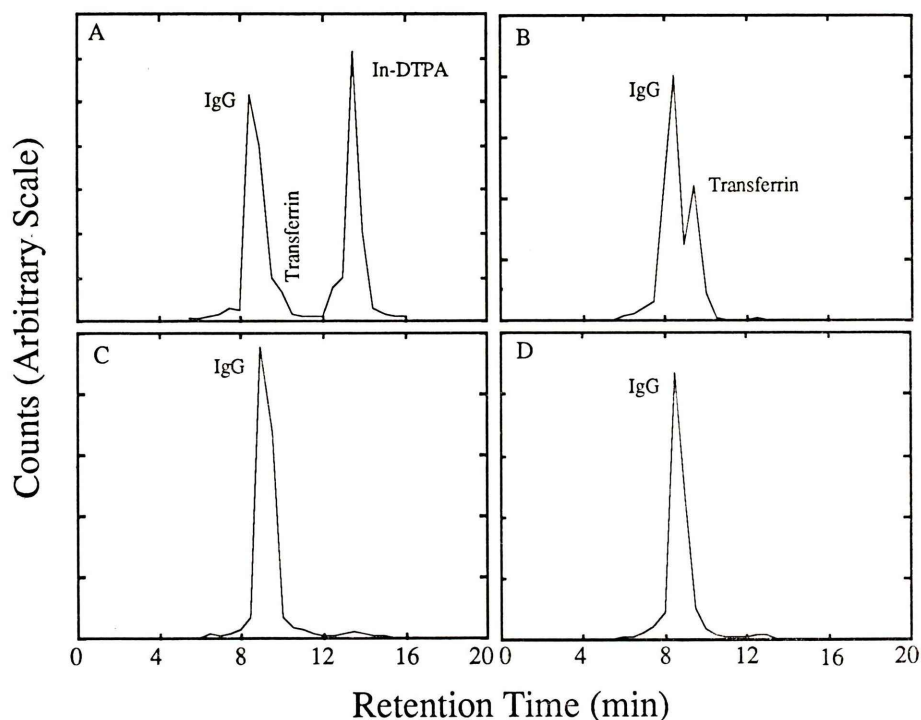 A
IgG
Transferrin
In-DTPA
B
IgG
Transferrin
C
IgG
D
IgG
Counts (Arbitrary Scale)
0 4 8 12 16 20 0 4 8 12 16 20
Retention Time (min)